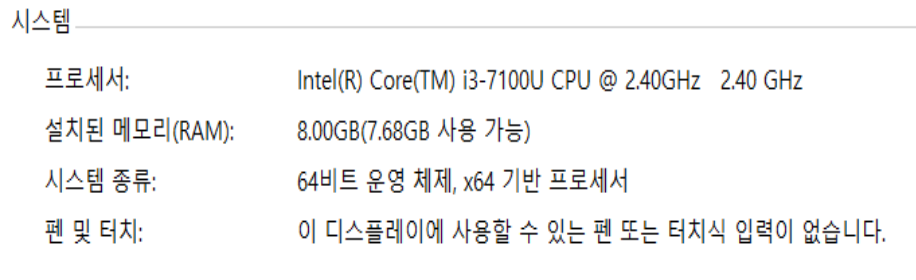 시스템
프로세서: Intel(R) Core(TM) i3-7100U CPU @ 2.40GHz 2.40 GHz
설치된 메모리(RAM): 8.00GB(7.68GB 사용 가능)
시스템 종류: 64비트 운영 체제, x64 기반 프로세서
펜 및 터치: 이 디스플레이에 사용할 수 있는 펜 또는 터치식 입력이 없습니다.